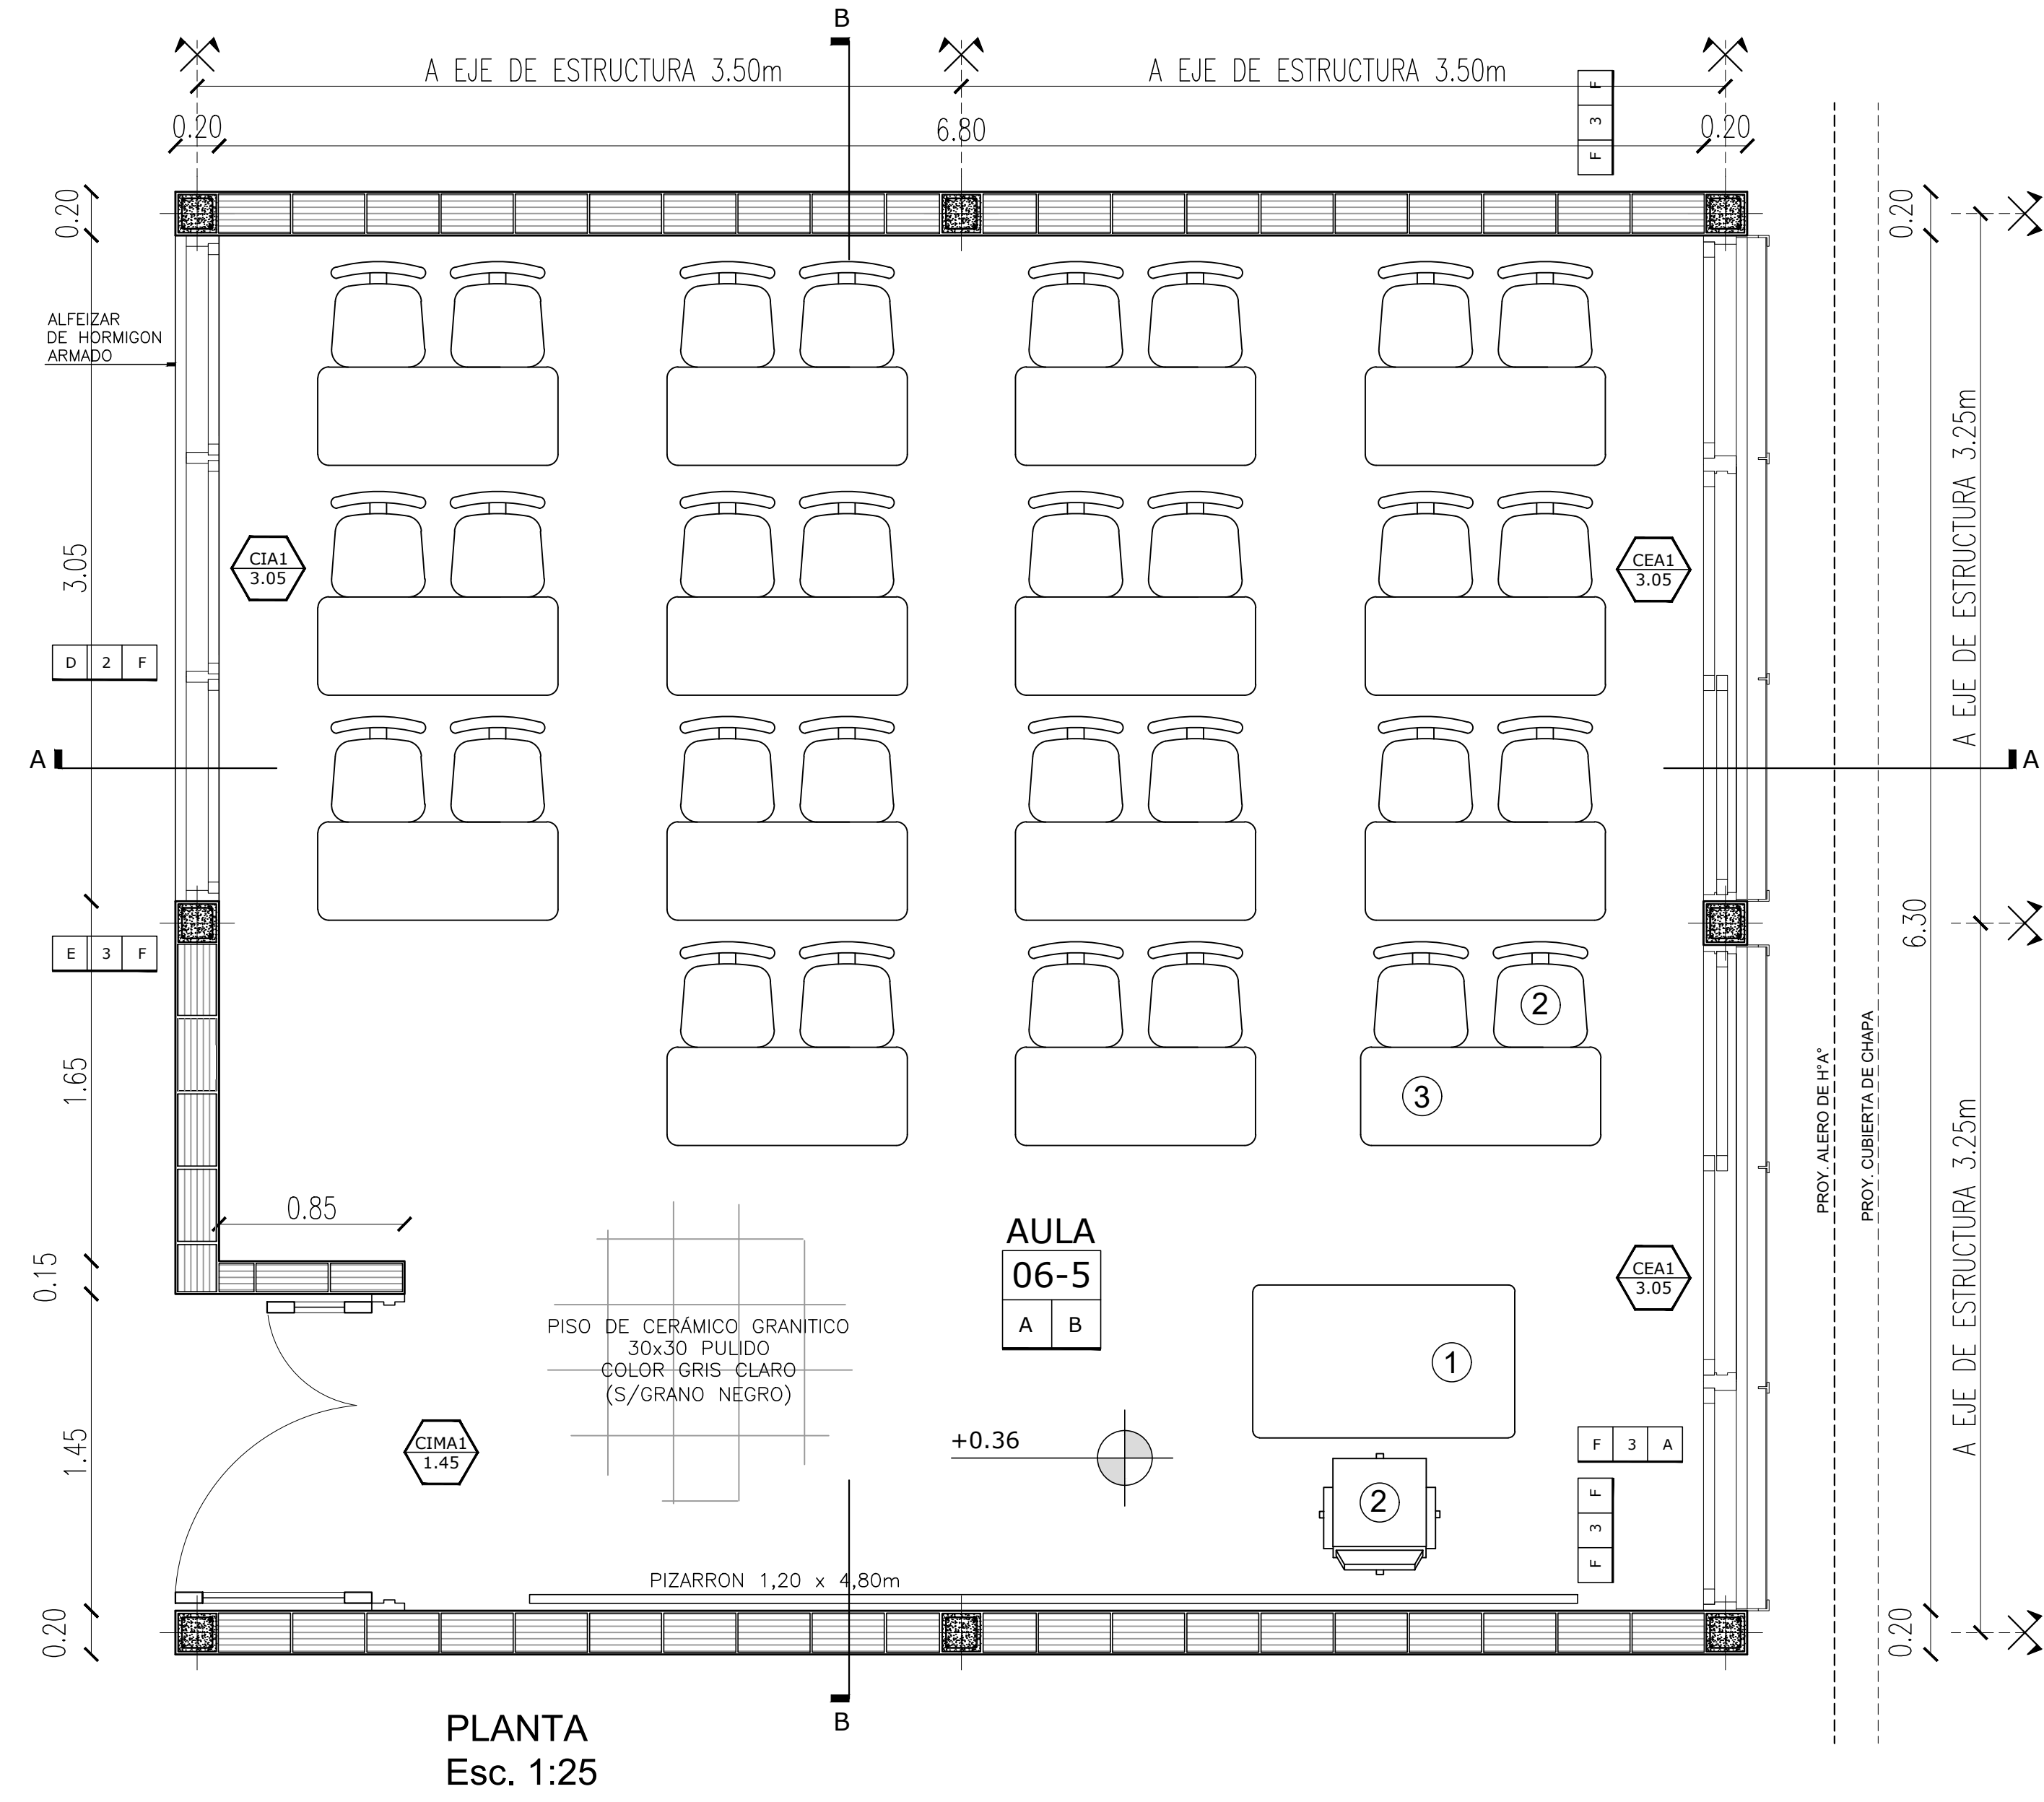 B
A EJE DE ESTRUCTURA 3.50m
A EJE DE ESTRUCTURA 3.50m
F 3 F
0.20
6.80
0.20
0.20
0.20
ALFEIZAR
DE HORMIGON
ARMADO
A EJE DE ESTRUCTURA 3.25m
3.05
CIA1
3.05
CEA1
3.05
D 2 F
A
A
6.30
E 3 F
2
3
1.65
PROY. ALERO DE H°A°
PROY. CUBIERTA DE CHAPA
A EJE DE ESTRUCTURA 3.25m
0.85
0.15
AULA
06-5
A B
CEA1
3.05
PISO DE CERÁMICO GRANITICO
30x30 PULIDO
COLOR GRIS CLARO
(S/GRANO NEGRO)
1
1.45
CIMA1
1.45
+0.36
F 3 A
2
F 3 F
PIZARRON 1,20 x 4,80m
0.20
0.20
B
PLANTA
Esc. 1:25